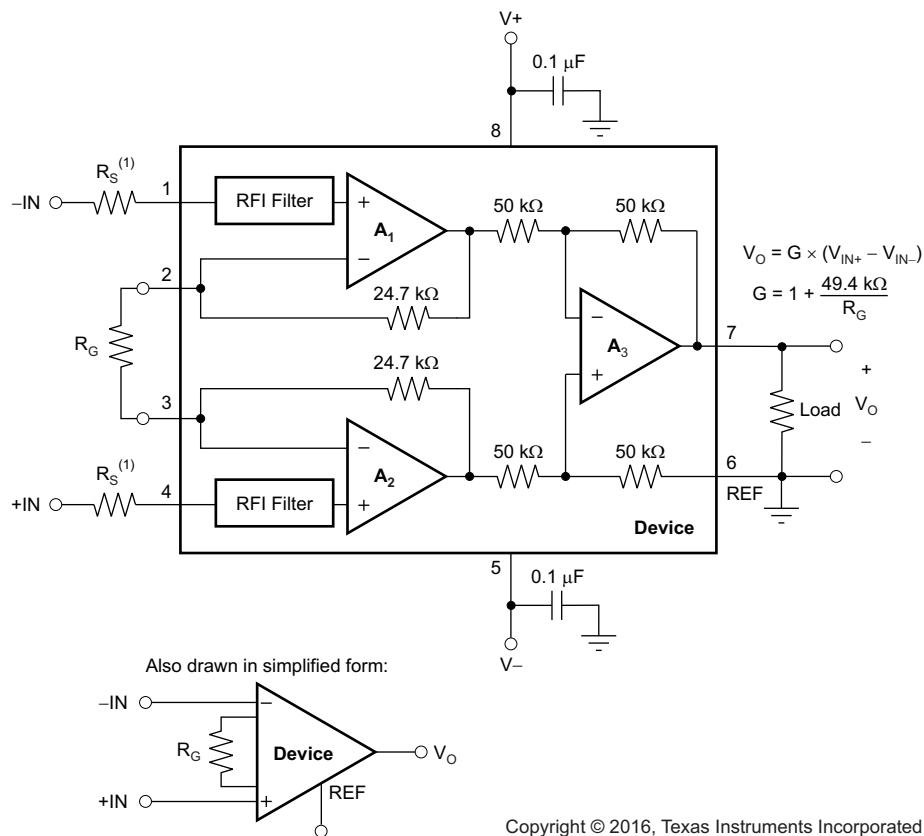 V+
0.1 μF
8
R_S^(1)
−IN
1
RFI Filter
+
A₁
−
50 kΩ
50 kΩ
2
24.7 kΩ
V_O = G × (V_IN+ − V_IN−)
G = 1 + 49.4 kΩ / R_G
R_G
−
A₃
+
7
+
24.7 kΩ
Load
V_O
3
−
A₂
+
50 kΩ
50 kΩ
−
6
REF
R_S^(1)
+IN
4
RFI Filter
Device
5
0.1 μF
V−
Also drawn in simplified form:
−IN
−
R_G
Device
V_O
+IN
+
REF
Copyright © 2016, Texas Instruments Incorporated